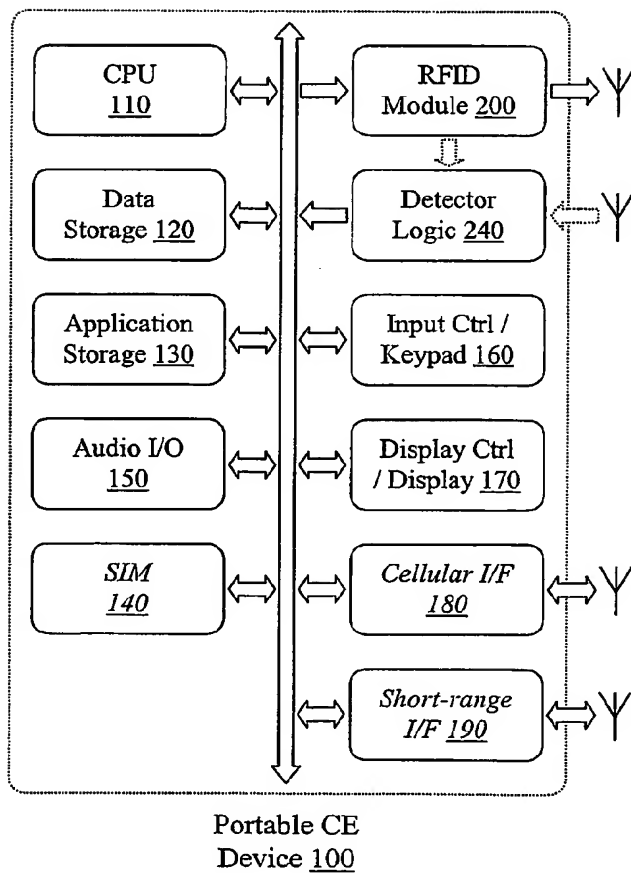 CPU
110
RFID
Module 200
Data
Storage 120
Detector
Logic 240
Application
Storage 130
Input Ctrl /
Keypad 160
Audio I/O
150
Display Ctrl
/ Display 170
SIM
140
Cellular I/F
180
Short-range
I/F 190
Portable CE
Device 100